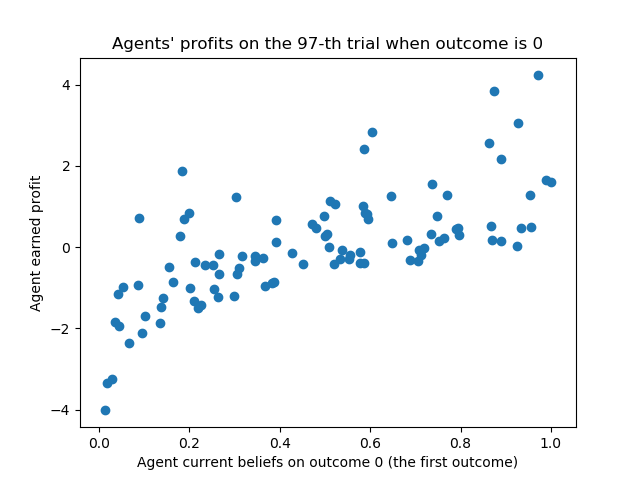 Agents' profits on the 97-th trial when outcome is 0
4
2
0
−2
−4
Agent earned profit
0.0 0.2 0.4 0.6 0.8 1.0
Agent current beliefs on outcome 0 (the first outcome)